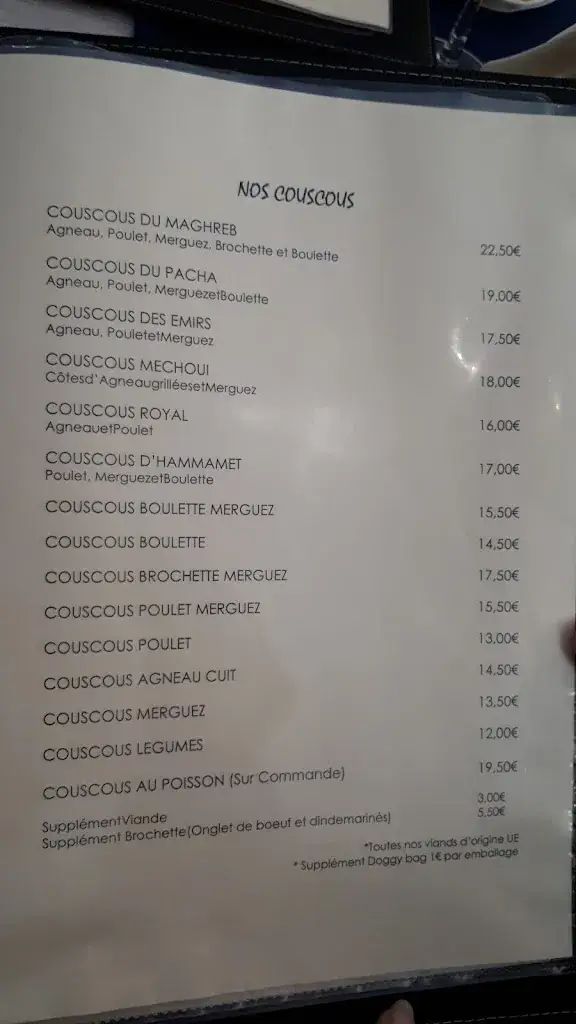 NOS COUSCOUS
COUSCOUS DU MAGHREB
Agneau, Poulet, Merguez, Brochette et Boulette 22,50€
COUSCOUS DU PACHA
Agneau, Poulet, MerguezetBoulette 19,00€
COUSCOUS DES EMIRS
Agneau, PouletetMerguez 17,50€
COUSCOUS MECHOUI
Côtesd'AgneaugrilléesetMerguez 18,00€
COUSCOUS ROYAL
AgneauetPoulet 16,00€
COUSCOUS D'HAMMAMET
Poulet, MerguezetBoulette 17,00€
COUSCOUS BOULETTE MERGUEZ 15,50€
COUSCOUS BOULETTE 14,50€
COUSCOUS BROCHETTE MERGUEZ 17,50€
COUSCOUS POULET MERGUEZ 15,50€
COUSCOUS POULET 13,00€
COUSCOUS AGNEAU CUIT 14,50€
COUSCOUS MERGUEZ 13,50€
COUSCOUS LEGUMES 12,00€
COUSCOUS AU POISSON (Sur Commande) 19,50€
SupplémentViande 3,00€
Supplément Brochette(Onglet de boeuf et dindemarinés) 5,50€
*Toutes nos viands d'origine UE
* Supplément Doggy bag 1€ par emballage